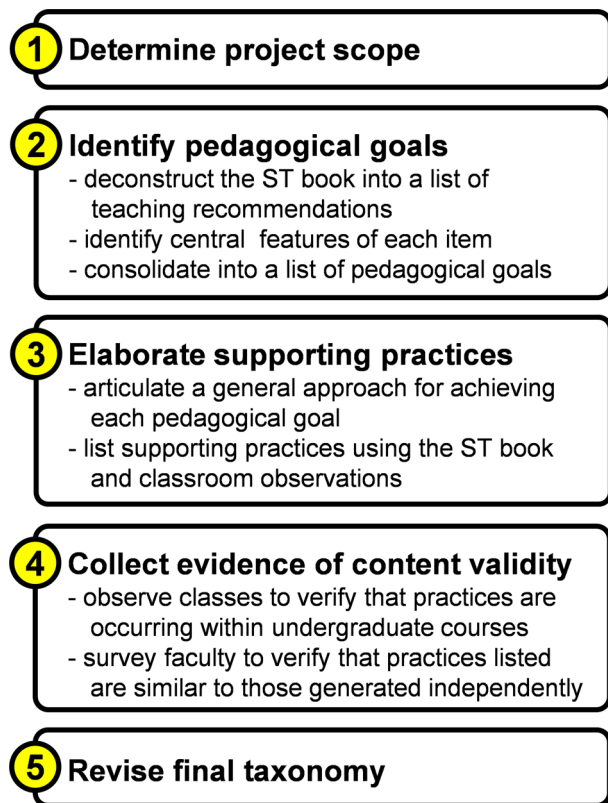 1 Determine project scope
2 Identify pedagogical goals
- deconstruct the ST book into a list of
teaching recommendations
- identify central features of each item
- consolidate into a list of pedagogical goals
3 Elaborate supporting practices
- articulate a general approach for achieving
each pedagogical goal
- list supporting practices using the ST book
and classroom observations
4 Collect evidence of content validity
- observe classes to verify that practices are
occurring within undergraduate courses
- survey faculty to verify that practices listed
are similar to those generated independently
5 Revise final taxonomy